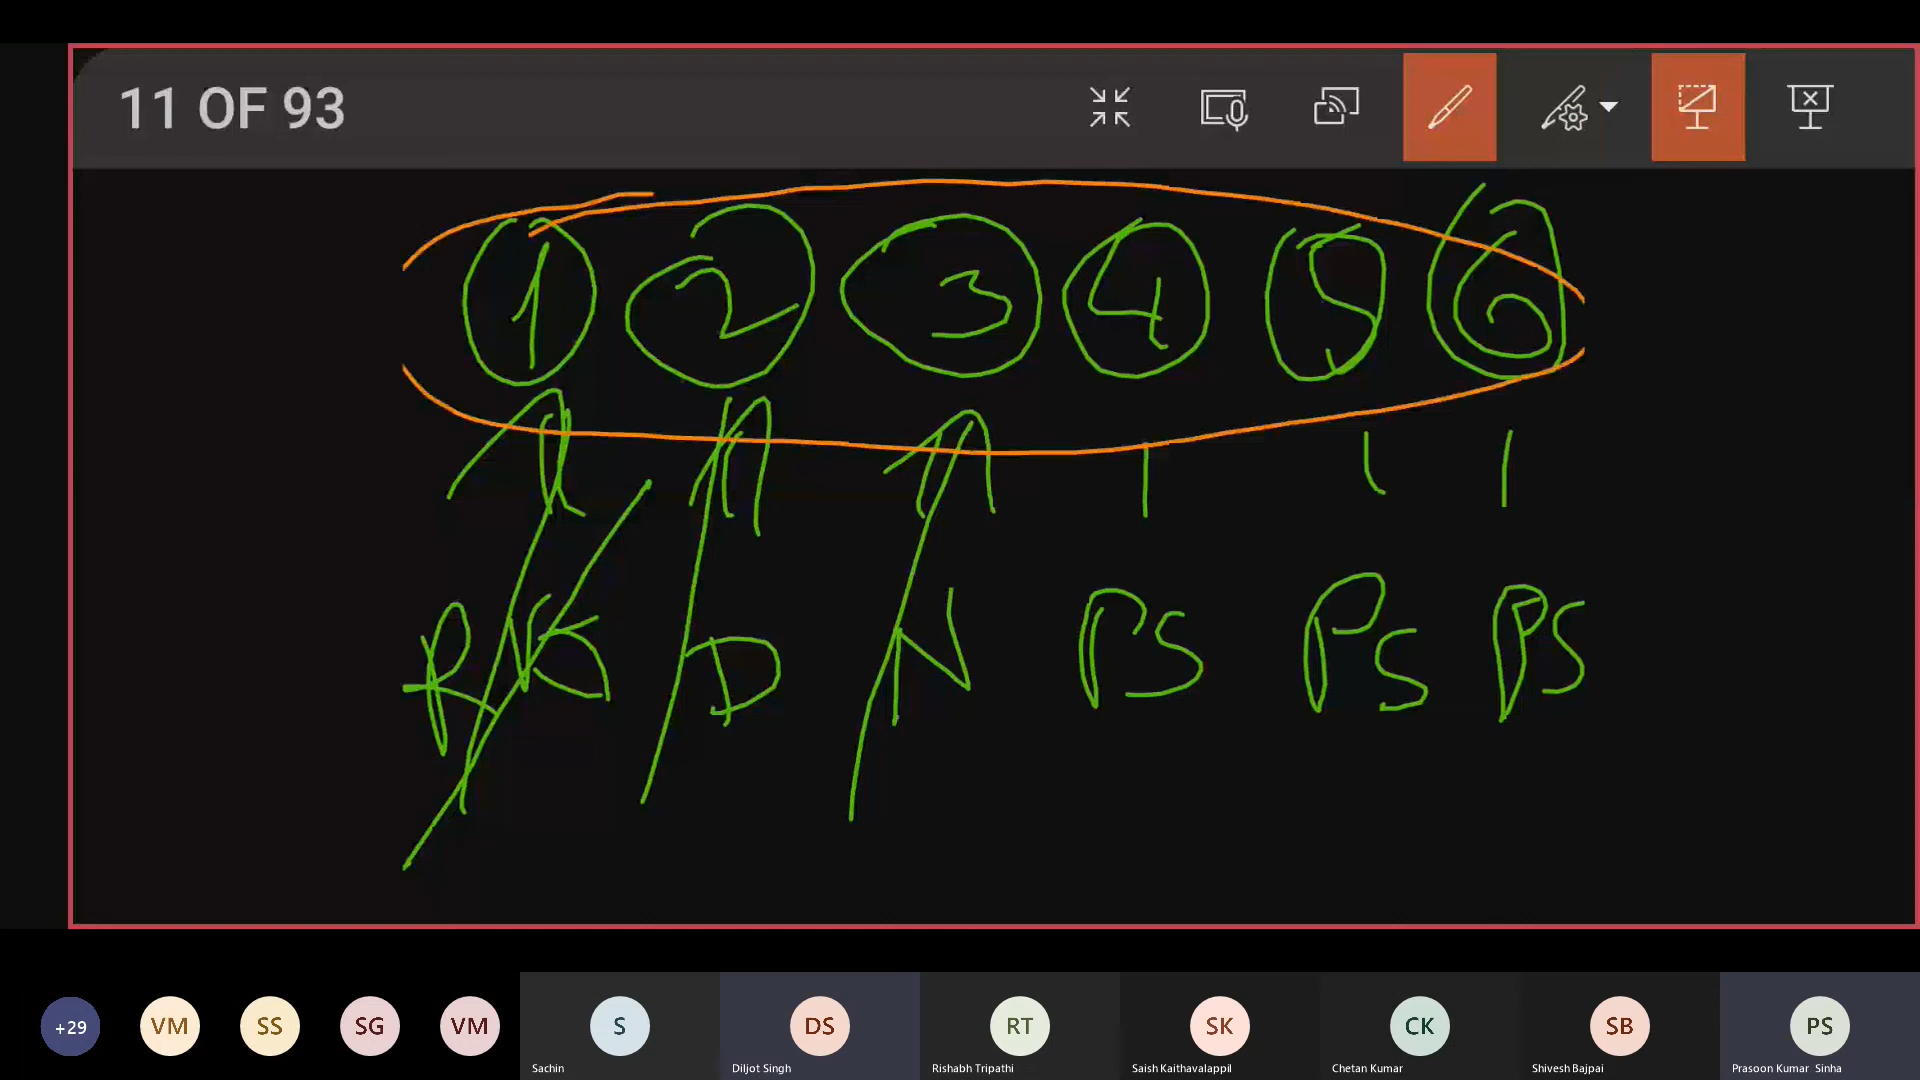 11 OF 93
1 2 3 4 5 6
RK D N PS PS PS
+29 VM SS SG VM S DS RT SK CK SB PS
Sachin Diljot Singh Rishabh Tripathi Saish Kaithavalappil Chetan Kumar Shivesh Bajpai Prasoon Kumar Sinha